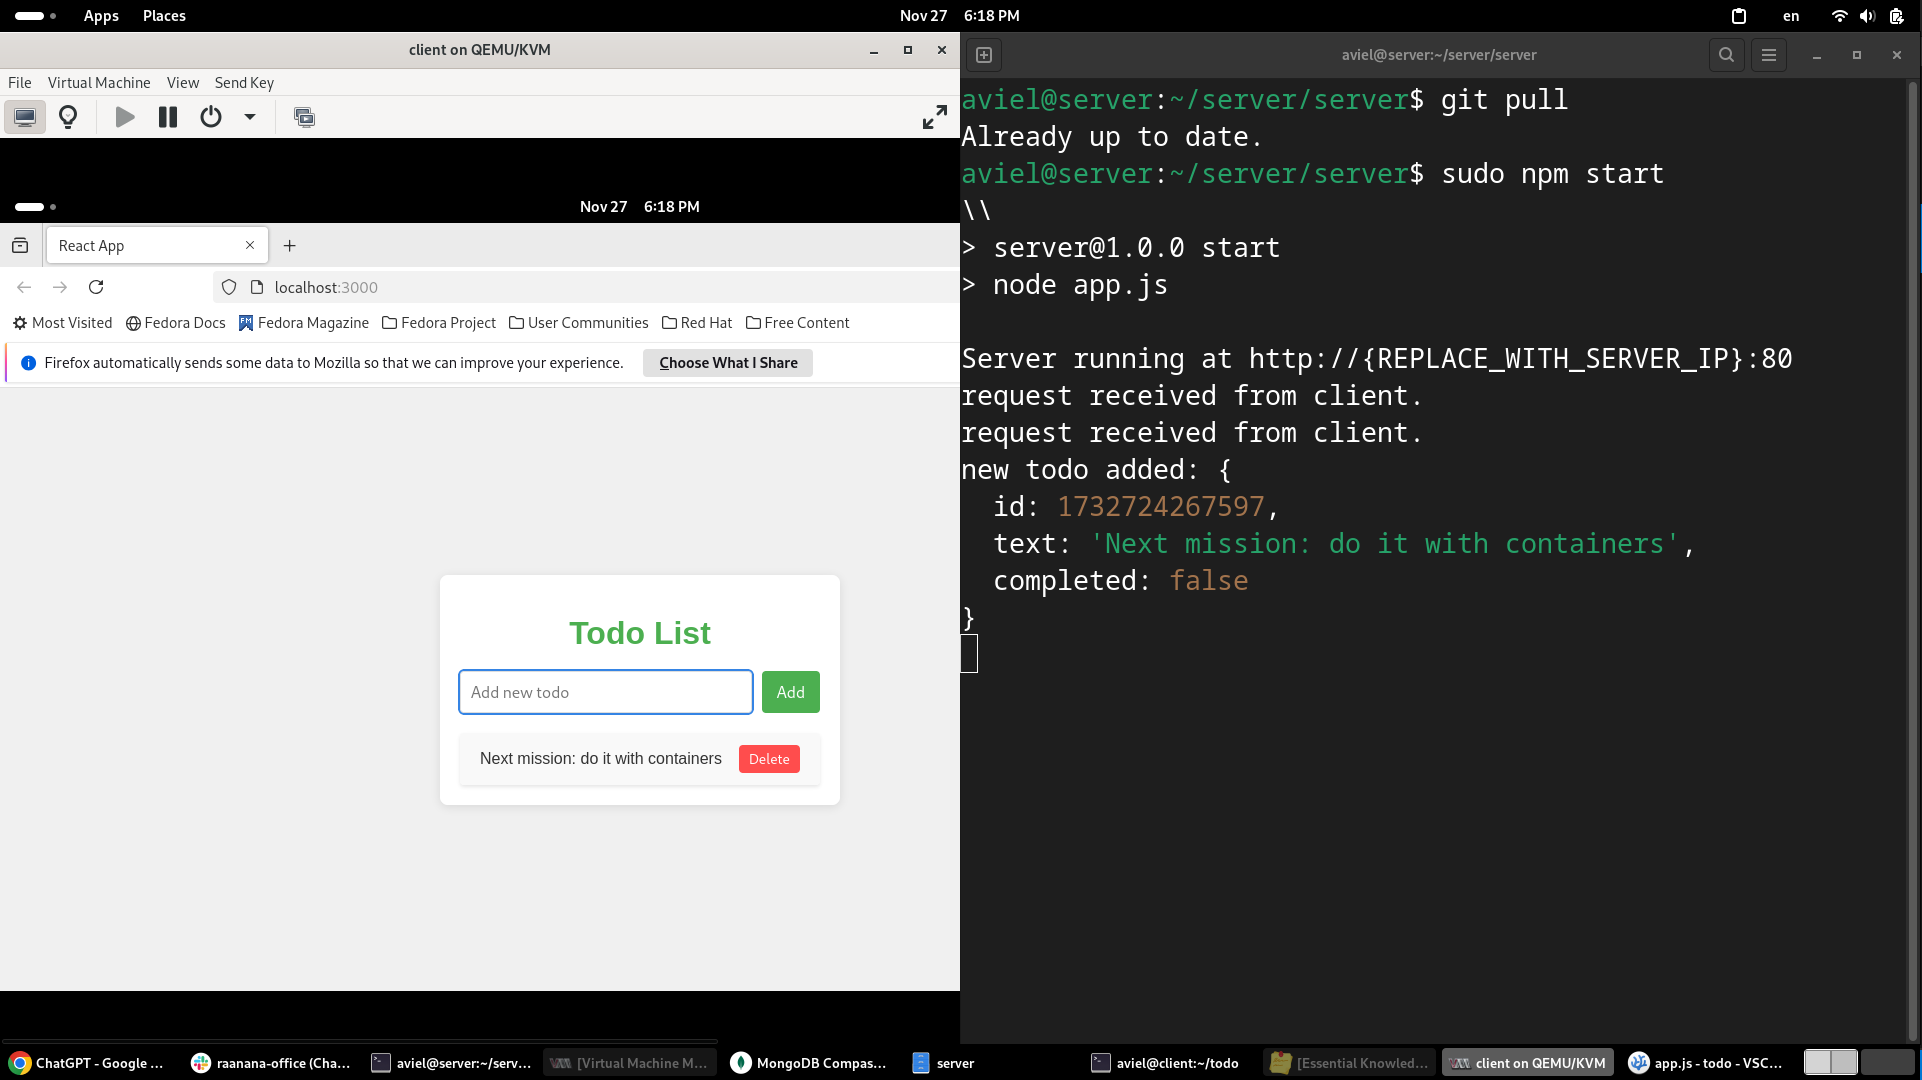 Apps Places Nov 27 6:18 PM en
client on QEMU/KVM
File Virtual Machine View Send Key
Nov 27 6:18 PM
React App
localhost:3000
Most Visited Fedora Docs Fedora Magazine Fedora Project User Communities Red Hat Free Content
Firefox automatically sends some data to Mozilla so that we can improve your experience. Choose What I Share
Todo List
Add new todo Add
Next mission: do it with containers Delete
aviel@server:~/server/server
aviel@server:~/server/server$ git pull
Already up to date.
aviel@server:~/server/server$ sudo npm start
\\
> server@1.0.0 start
> node app.js
Server running at http://{REPLACE_WITH_SERVER_IP}:80
request received from client.
request received from client.
new todo added: {
id: 1732724267597,
text: 'Next mission: do it with containers',
completed: false
}
ChatGPT - Google ... raanana-office (Cha... aviel@server:~/serv... [Virtual Machine M... MongoDB Compas... server aviel@client:~/todo [Essential Knowled... client on QEMU/KVM app.js - todo - VSC...